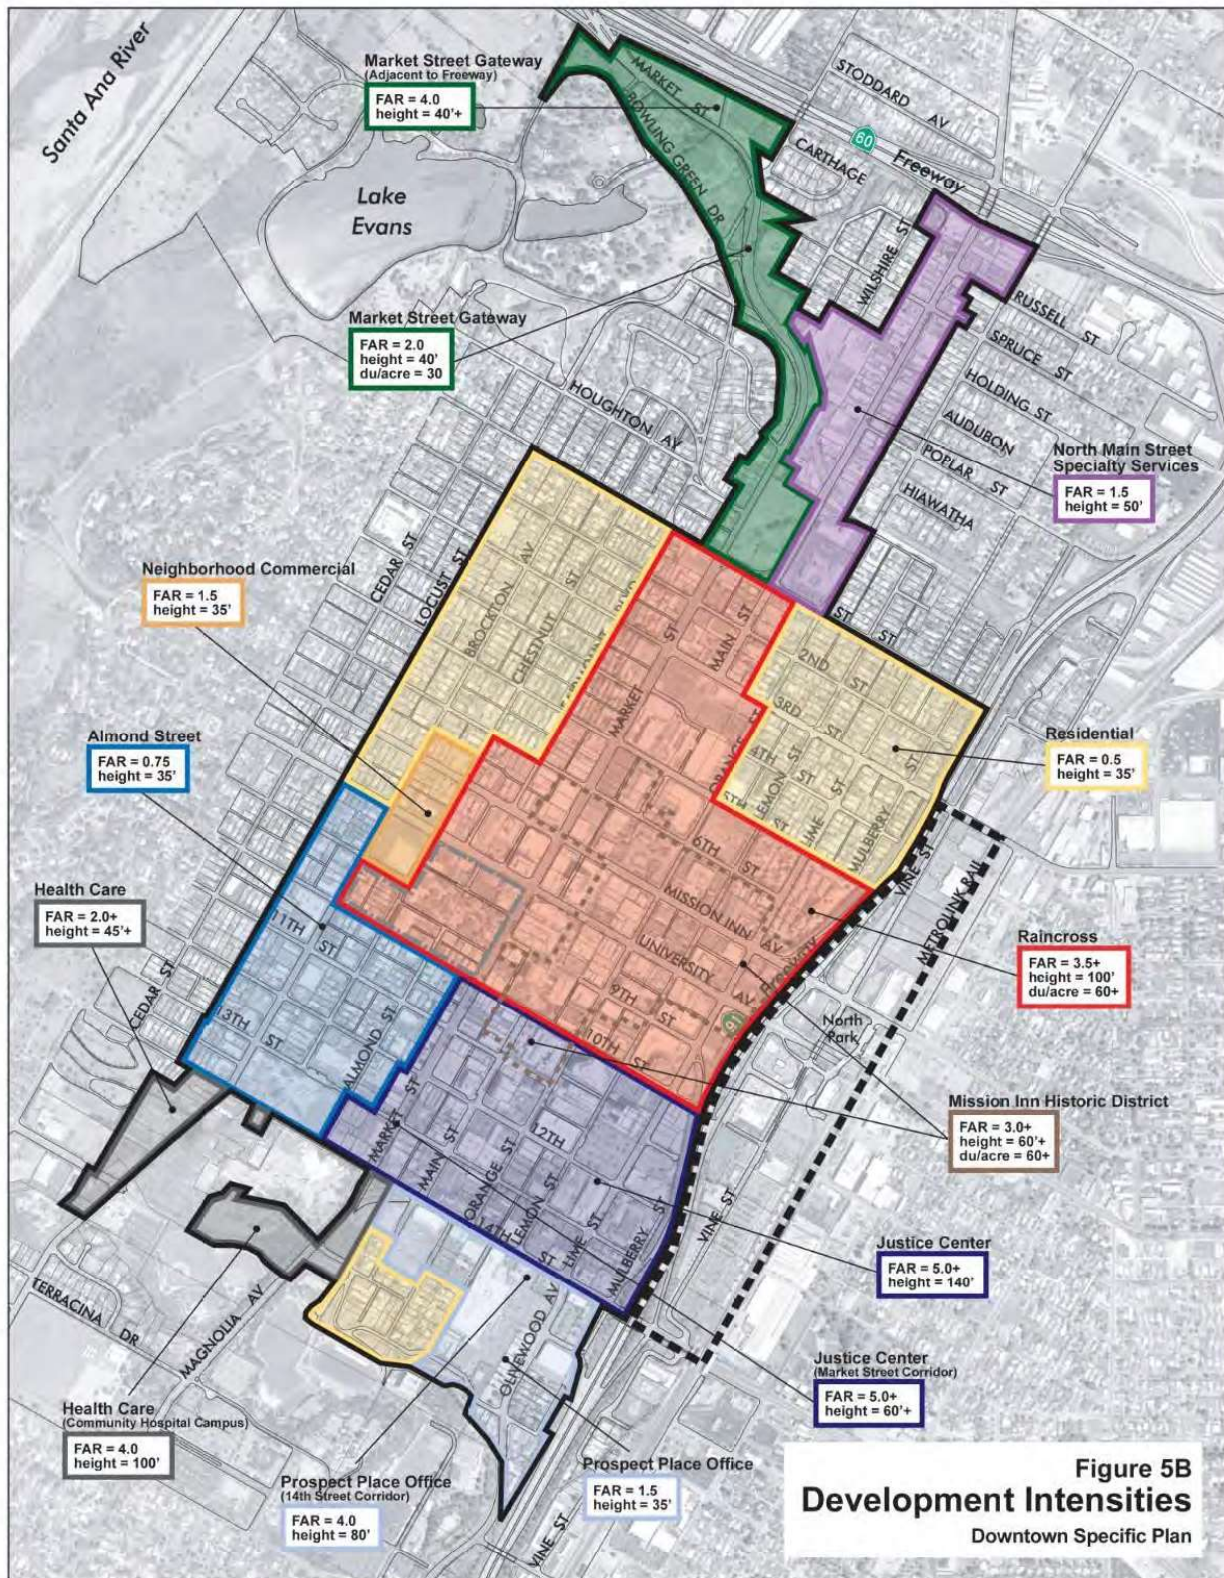 Santa Ana River
Market Street Gateway
(Adjacent to Freeway)
FAR = 4.0
height = 40'+
MARKET ST
BOWLING GREEN DR
STODDARD AV
60
Freeway
CARTHAGE
Lake
Evans
WILSHIRE ST
RUSSELL ST
SPRUCE ST
HOLDING ST
AUDUBON
POPLAR ST
HIAWATHA
Market Street Gateway
FAR = 2.0
height = 40'
du/acre = 30
HOUGHTON AV
North Main Street
Specialty Services
FAR = 1.5
height = 50'
CEDAR ST
LOCUST ST
BROCKTON AV
CHESTNUT ST
Neighborhood Commercial
FAR = 1.5
height = 35'
MARKET ST
MAIN ST
ST
ST
2ND ST
3RD ST
4TH ST
5TH ST
ORANGE ST
LEMON ST
LIME ST
MULBERRY ST
Residential
FAR = 0.5
height = 35'
Almond Street
FAR = 0.75
height = 35'
6TH ST
MISSION INN AV
UNIVERSITY AV
9TH ST
10TH ST
Freeway
91
VINE ST
METROLINK RAIL
Health Care
FAR = 2.0+
height = 45'+
Raincross
FAR = 3.5+
height = 100'
du/acre = 60+
11TH ST
13TH ST
CEDAR ST
ALMOND ST
North
Park
Mission Inn Historic District
FAR = 3.0+
height = 60'+
du/acre = 60+
MARKET ST
MAIN ST
ORANGE ST
LEMON ST
LIME ST
MULBERRY ST
12TH
14TH ST
VINE ST
Justice Center
FAR = 5.0+
height = 140'
TERRACINA DR
MAGNOLIA AV
OLIVEWOOD AV
Justice Center
(Market Street Corridor)
FAR = 5.0+
height = 60'+
Health Care
(Community Hospital Campus)
FAR = 4.0
height = 100'
Prospect Place Office
(14th Street Corridor)
FAR = 4.0
height = 80'
Prospect Place Office
FAR = 1.5
height = 35'
VINE ST
Figure 5B
Development Intensities
Downtown Specific Plan